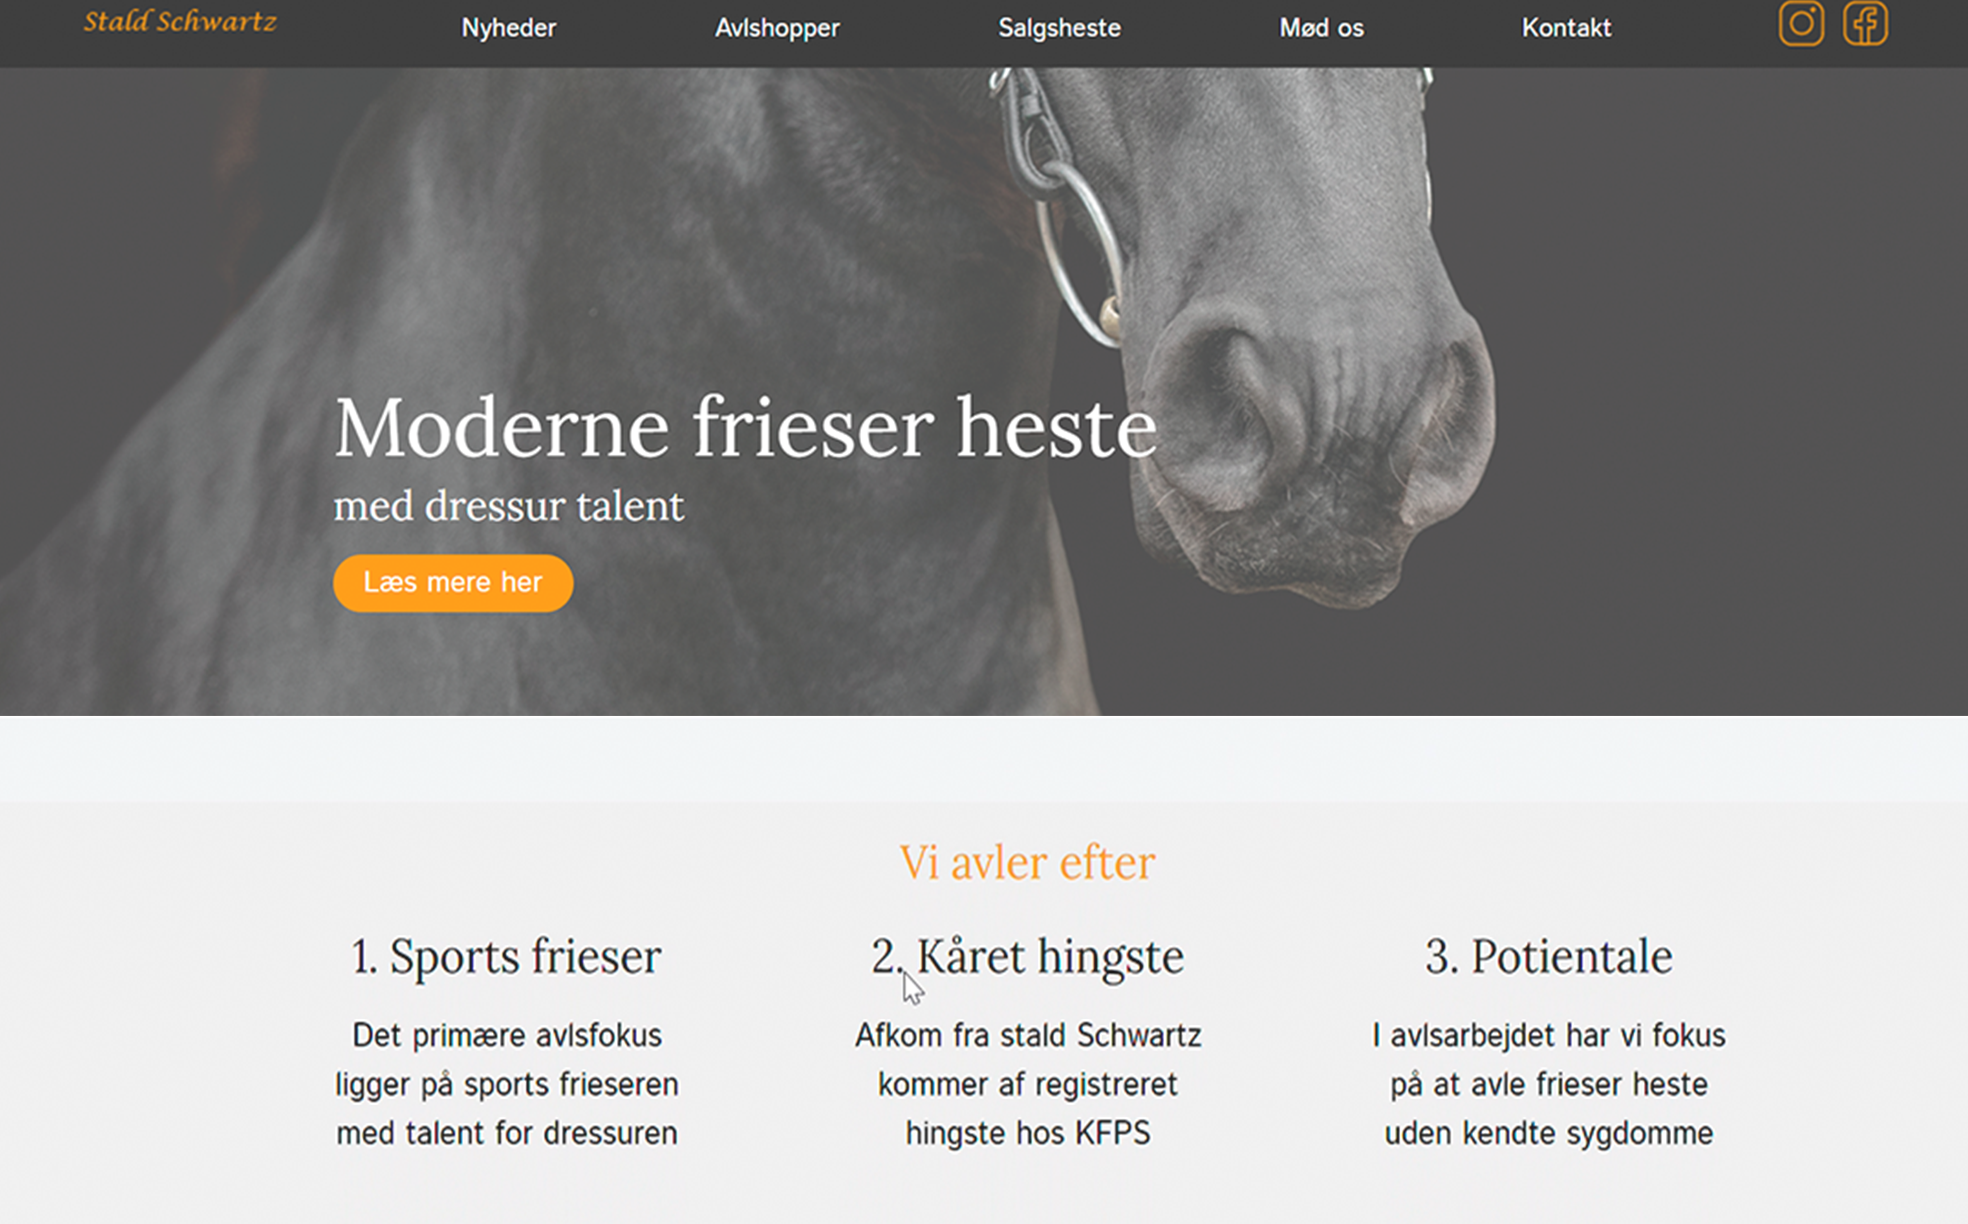 Stald Schwartz
Nyheder
Avlshopper
Salgsheste
Mød os
Kontakt
Moderne frieser heste
med dressur talent
Læs mere her
Vi avler efter
1. Sports frieser
Det primære avlsfokus
ligger på sports frieseren
med talent for dressuren
2. Kåret hingste
Afkom fra stald Schwartz
kommer af registreret
hingste hos KFPS
3. Potientale
I avlsarbejdet har vi fokus
på at avle frieser heste
uden kendte sygdomme